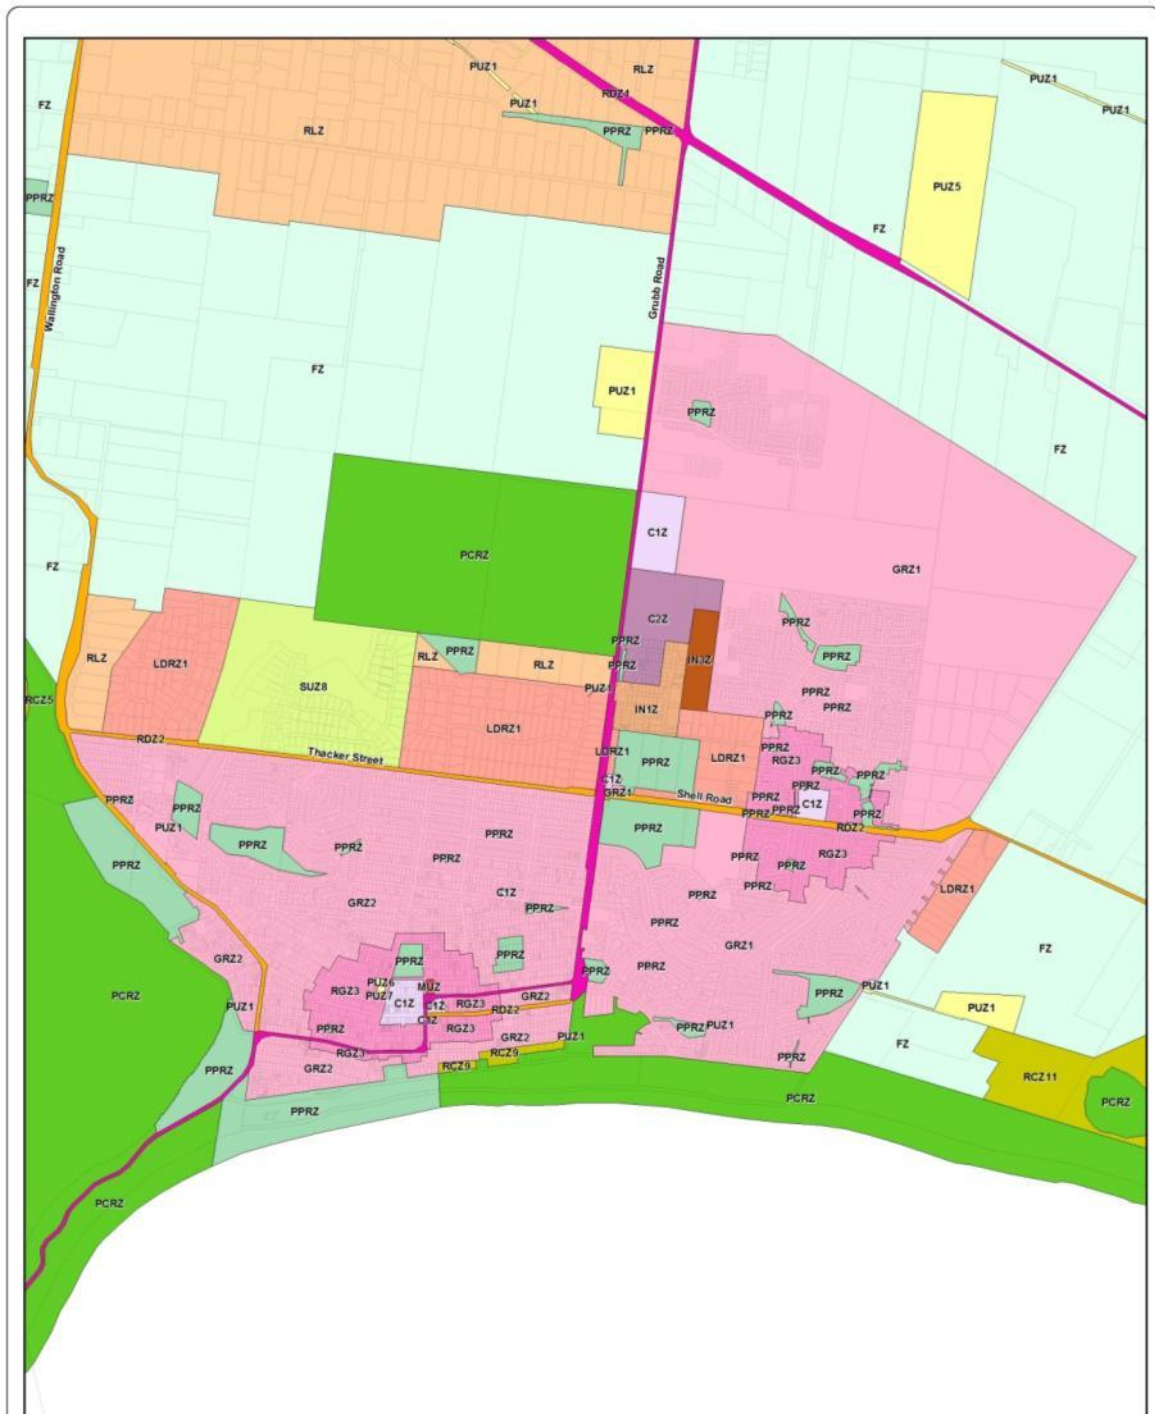 PUZ1
RLZ
FZ
RDZ1
PUZ1
PUZ1
PUZ1
RLZ
PPRZ
PPRZ
PUZ5
PPRZ
FZ
FZ
Wallington Road
Grubb Road
FZ
PUZ1
PPRZ
FZ
C1Z
PCRZ
FZ
GRZ1
C2Z
PPRZ
PPRZ
PPRZ
RLZ
LDRZ1
RLZ
RLZ
PPRZ
IN3Z
PPRZ
SUZ8
PUZ1
PPRZ
RCZ5
IN1Z
PPRZ
PPRZ
LDRZ1
RDZ2
LDRZ1
PPRZ
Thacker Street
LDRZ1
PPRZ
RGZ3
PPRZ
PPRZ
C1Z
PPRZ
GRZ1
Shell Road
PPRZ
C1Z
PPRZ
PPRZ
PPRZ
PPRZ
PPRZ
PUZ1
PPRZ
RDZ2
PPRZ
PPRZ
PPRZ
PPRZ
PPRZ
PPRZ
RGZ3
PPRZ
PPRZ
C1Z
PPRZ
PPRZ
LDRZ1
GRZ2
PPRZ
PPRZ
GRZ1
FZ
GRZ2
PPRZ
PPRZ
PPRZ
PPRZ
PUZ6
MUZ
RGZ3
PUZ7
PUZ1
PCRZ
GRZ2
PPRZ
PUZ1
C1Z
C1Z
RGZ3
RDZ2
PUZ1
C1Z
PPRZ
RGZ3
GRZ2
PUZ1
PPRZ
PUZ1
FZ
RGZ3
RCZ9
PPRZ
PPRZ
GRZ2
RCZ9
RCZ11
PPRZ
PCRZ
PCRZ
PCRZ